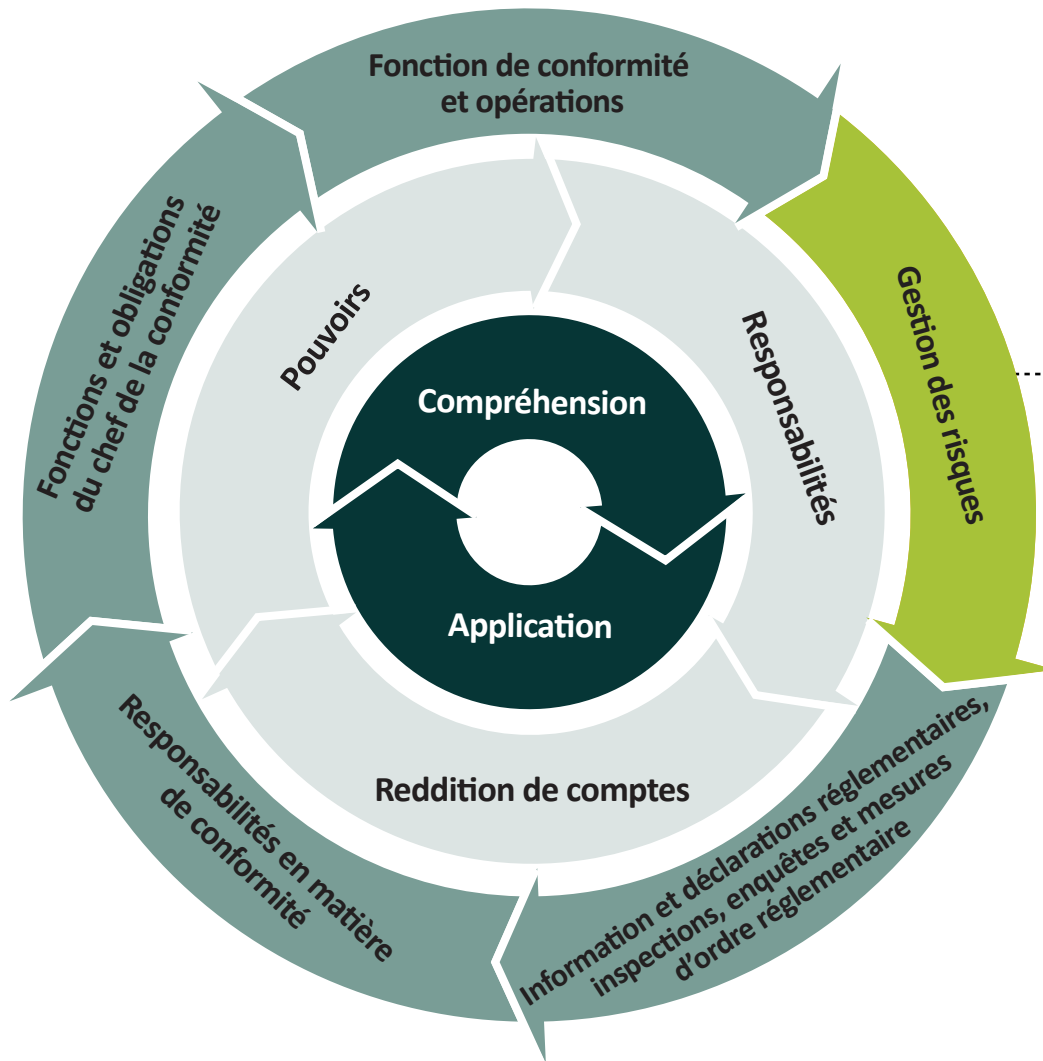 Fonction de conformité
et opérations
Gestion des risques
Information et déclarations réglementaires,
inspections, enquêtes et mesures
d'ordre réglementaire
Responsabilités en matière
de conformité
Fonctions et obligations
du chef de la conformité
Pouvoirs
Responsabilités
Reddition de comptes
Compréhension
Application